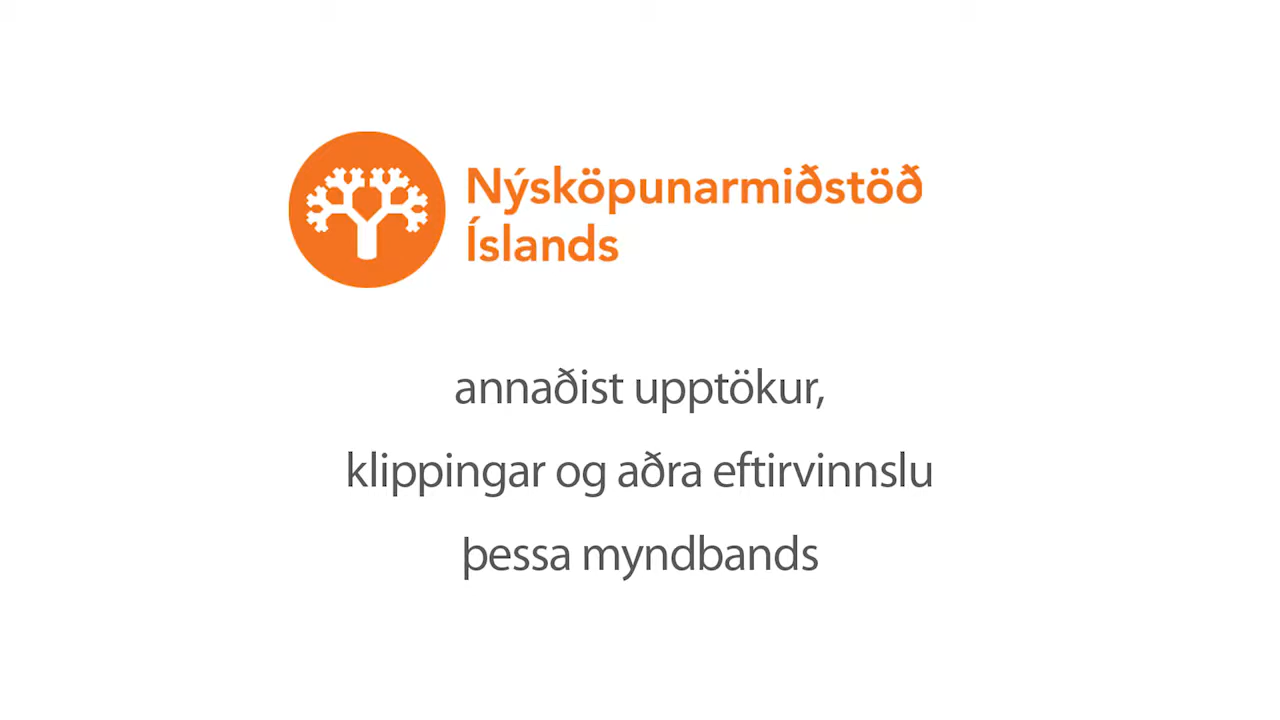 Nýsköpunarmiðstöð
Íslands
annaðist upptökur,
klippingar og aðra eftirvinnslu
þessa myndbands